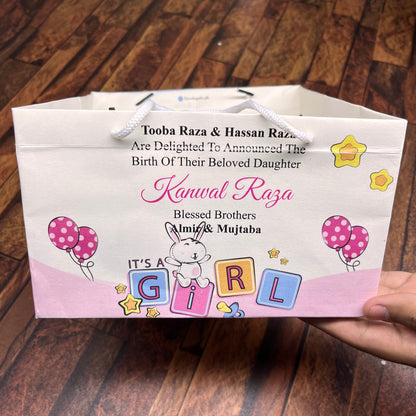 Tooba Raza & Hassan Raza
Are Delighted To Announced The
Birth Of Their Beloved Daughter
Kanwal Raza
Blessed Brothers
Almir & Mujtaba
IT'S A
GIRL